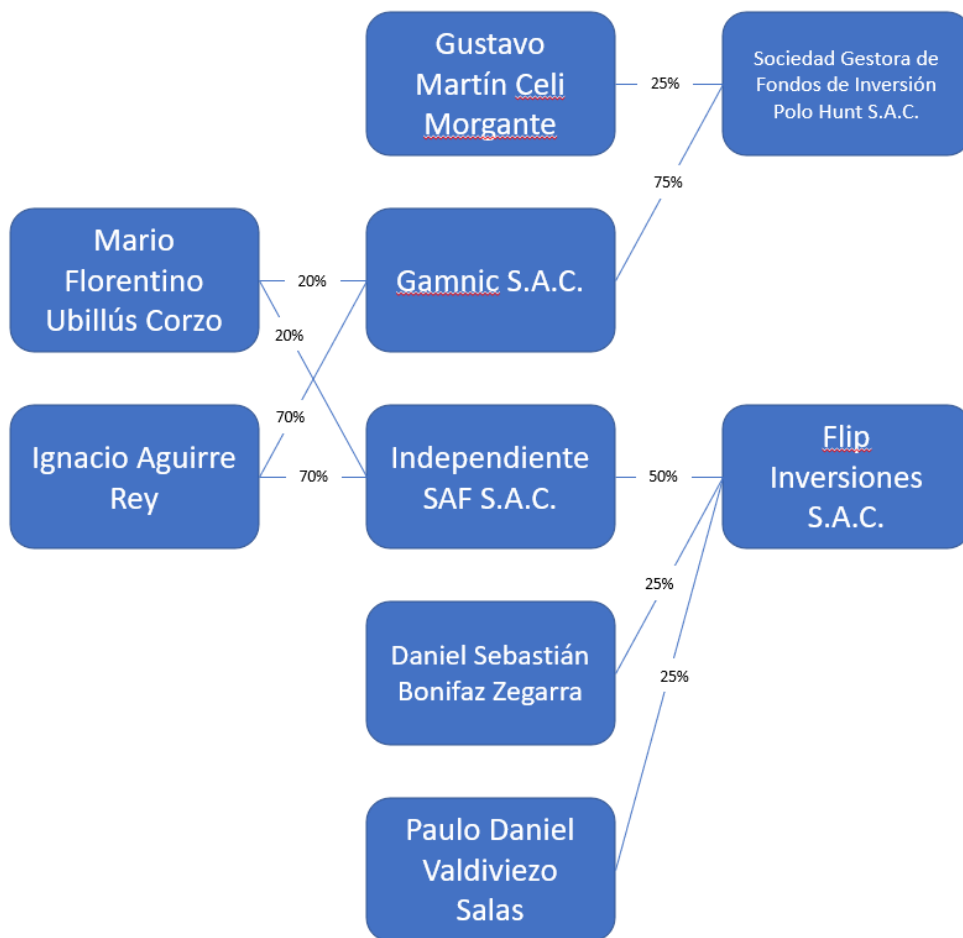 Gustavo
Martín Celi
Morgante
25%
Sociedad Gestora de
Fondos de Inversión
Polo Hunt S.A.C.
75%
Mario
Florentino
Ubillús Corzo
20%
Gamnic S.A.C.
20%
70%
Ignacio Aguirre
Rey
70%
Independiente
SAF S.A.C.
50%
Flip
Inversiones
S.A.C.
25%
Daniel Sebastián
Bonifaz Zegarra
25%
Paulo Daniel
Valdiviezo
Salas